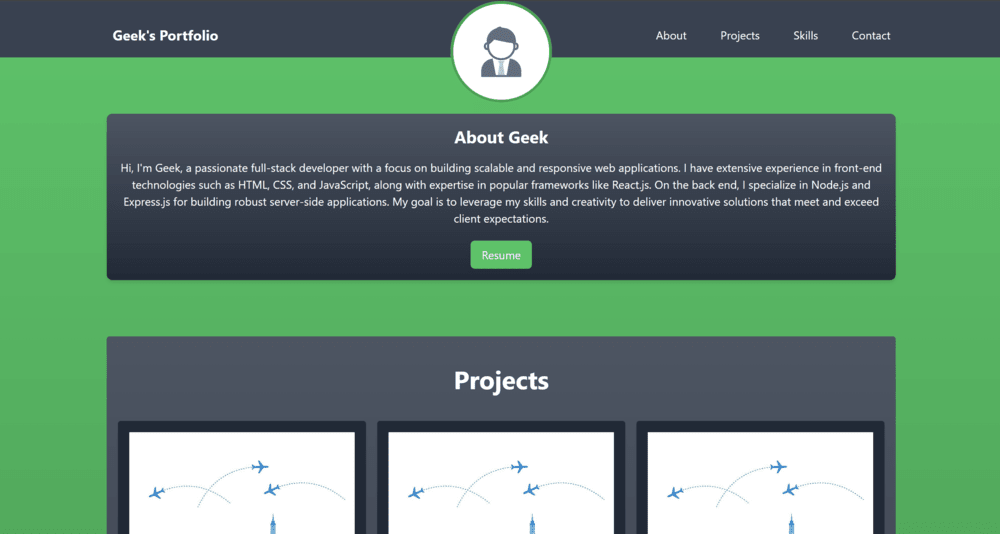 Geek's Portfolio
About
Projects
Skills
Contact
About Geek
Hi, I'm Geek, a passionate full-stack developer with a focus on building scalable and responsive web applications. I have extensive experience in front-end
technologies such as HTML, CSS, and JavaScript, along with expertise in popular frameworks like React.js. On the back end, I specialize in Node.js and
Express.js for building robust server-side applications. My goal is to leverage my skills and creativity to deliver innovative solutions that meet and exceed
client expectations.
Resume
Projects